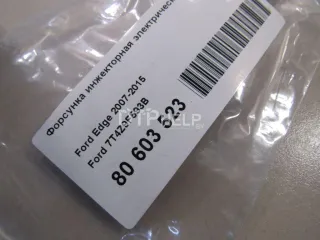 Форсунка инжекторная электрическ
Ford Edge 2007-2015
Ford 7T4Z9F593B
80 603 523